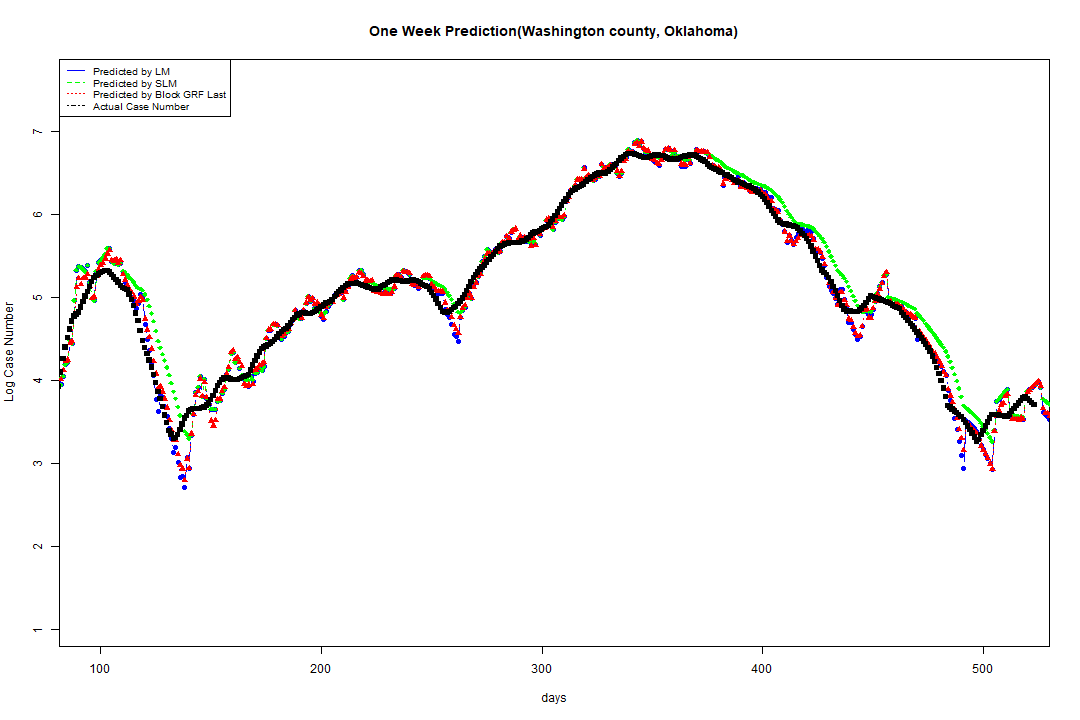 One Week Prediction(Washington county, Oklahoma)
Predicted by LM
Predicted by SLM
Predicted by Block GRF Last
Actual Case Number
7
6
5
4
3
2
1
Log Case Number
100 200 300 400 500
days